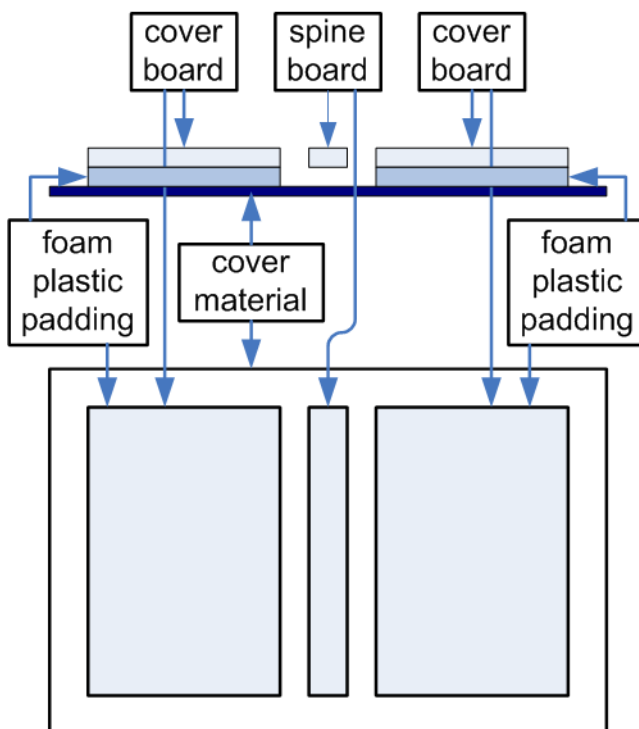 cover
board
spine
board
cover
board
foam
plastic
padding
cover
material
foam
plastic
padding